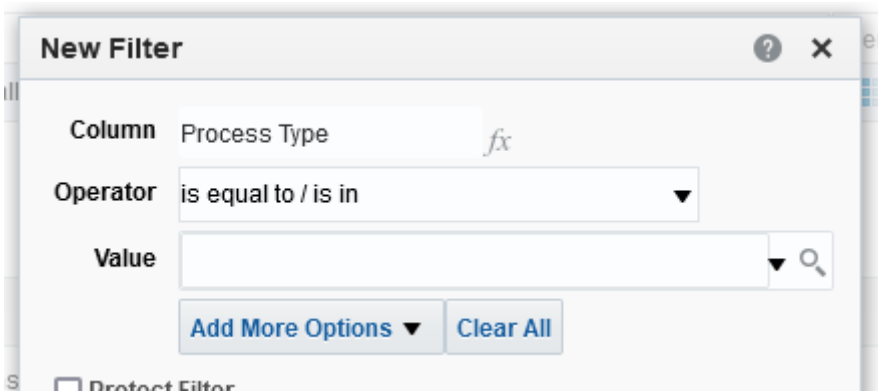 New Filter
Column Process Type fx
Operator is equal to / is in
Value
Add More Options Clear All
Protect Filter